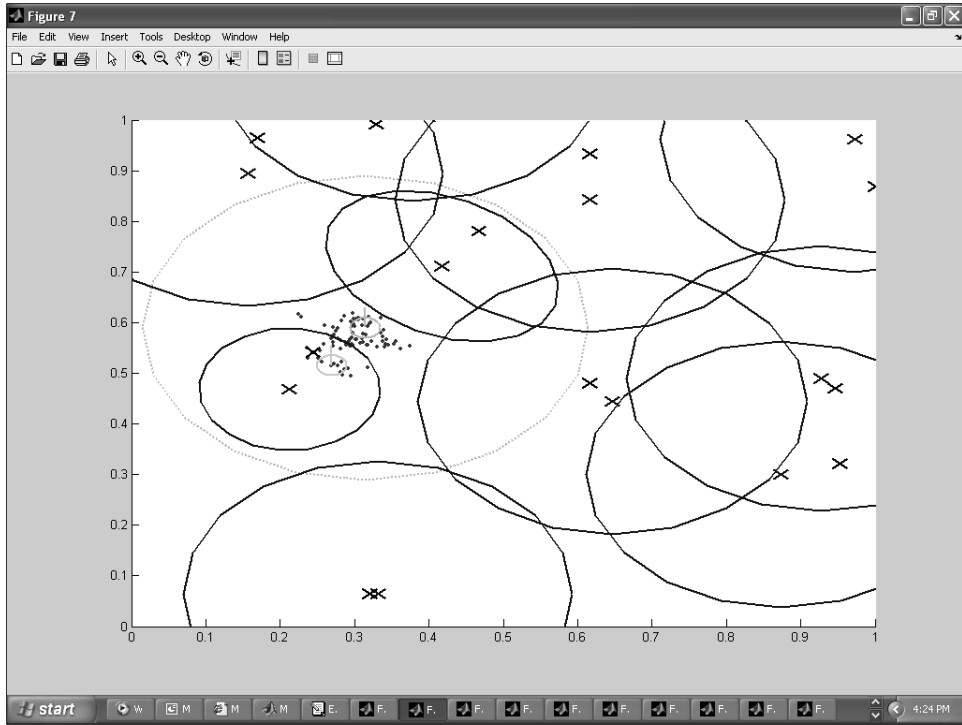 Figure 7
File Edit View Insert Tools Desktop Window Help
1
0.9
0.8
0.7
0.6
0.5
0.4
0.3
0.2
0.1
0
0 0.1 0.2 0.3 0.4 0.5 0.6 0.7 0.8 0.9 1
start W M M M E. F. F. F. F. F. F. F. F. F. F. 4:24 PM